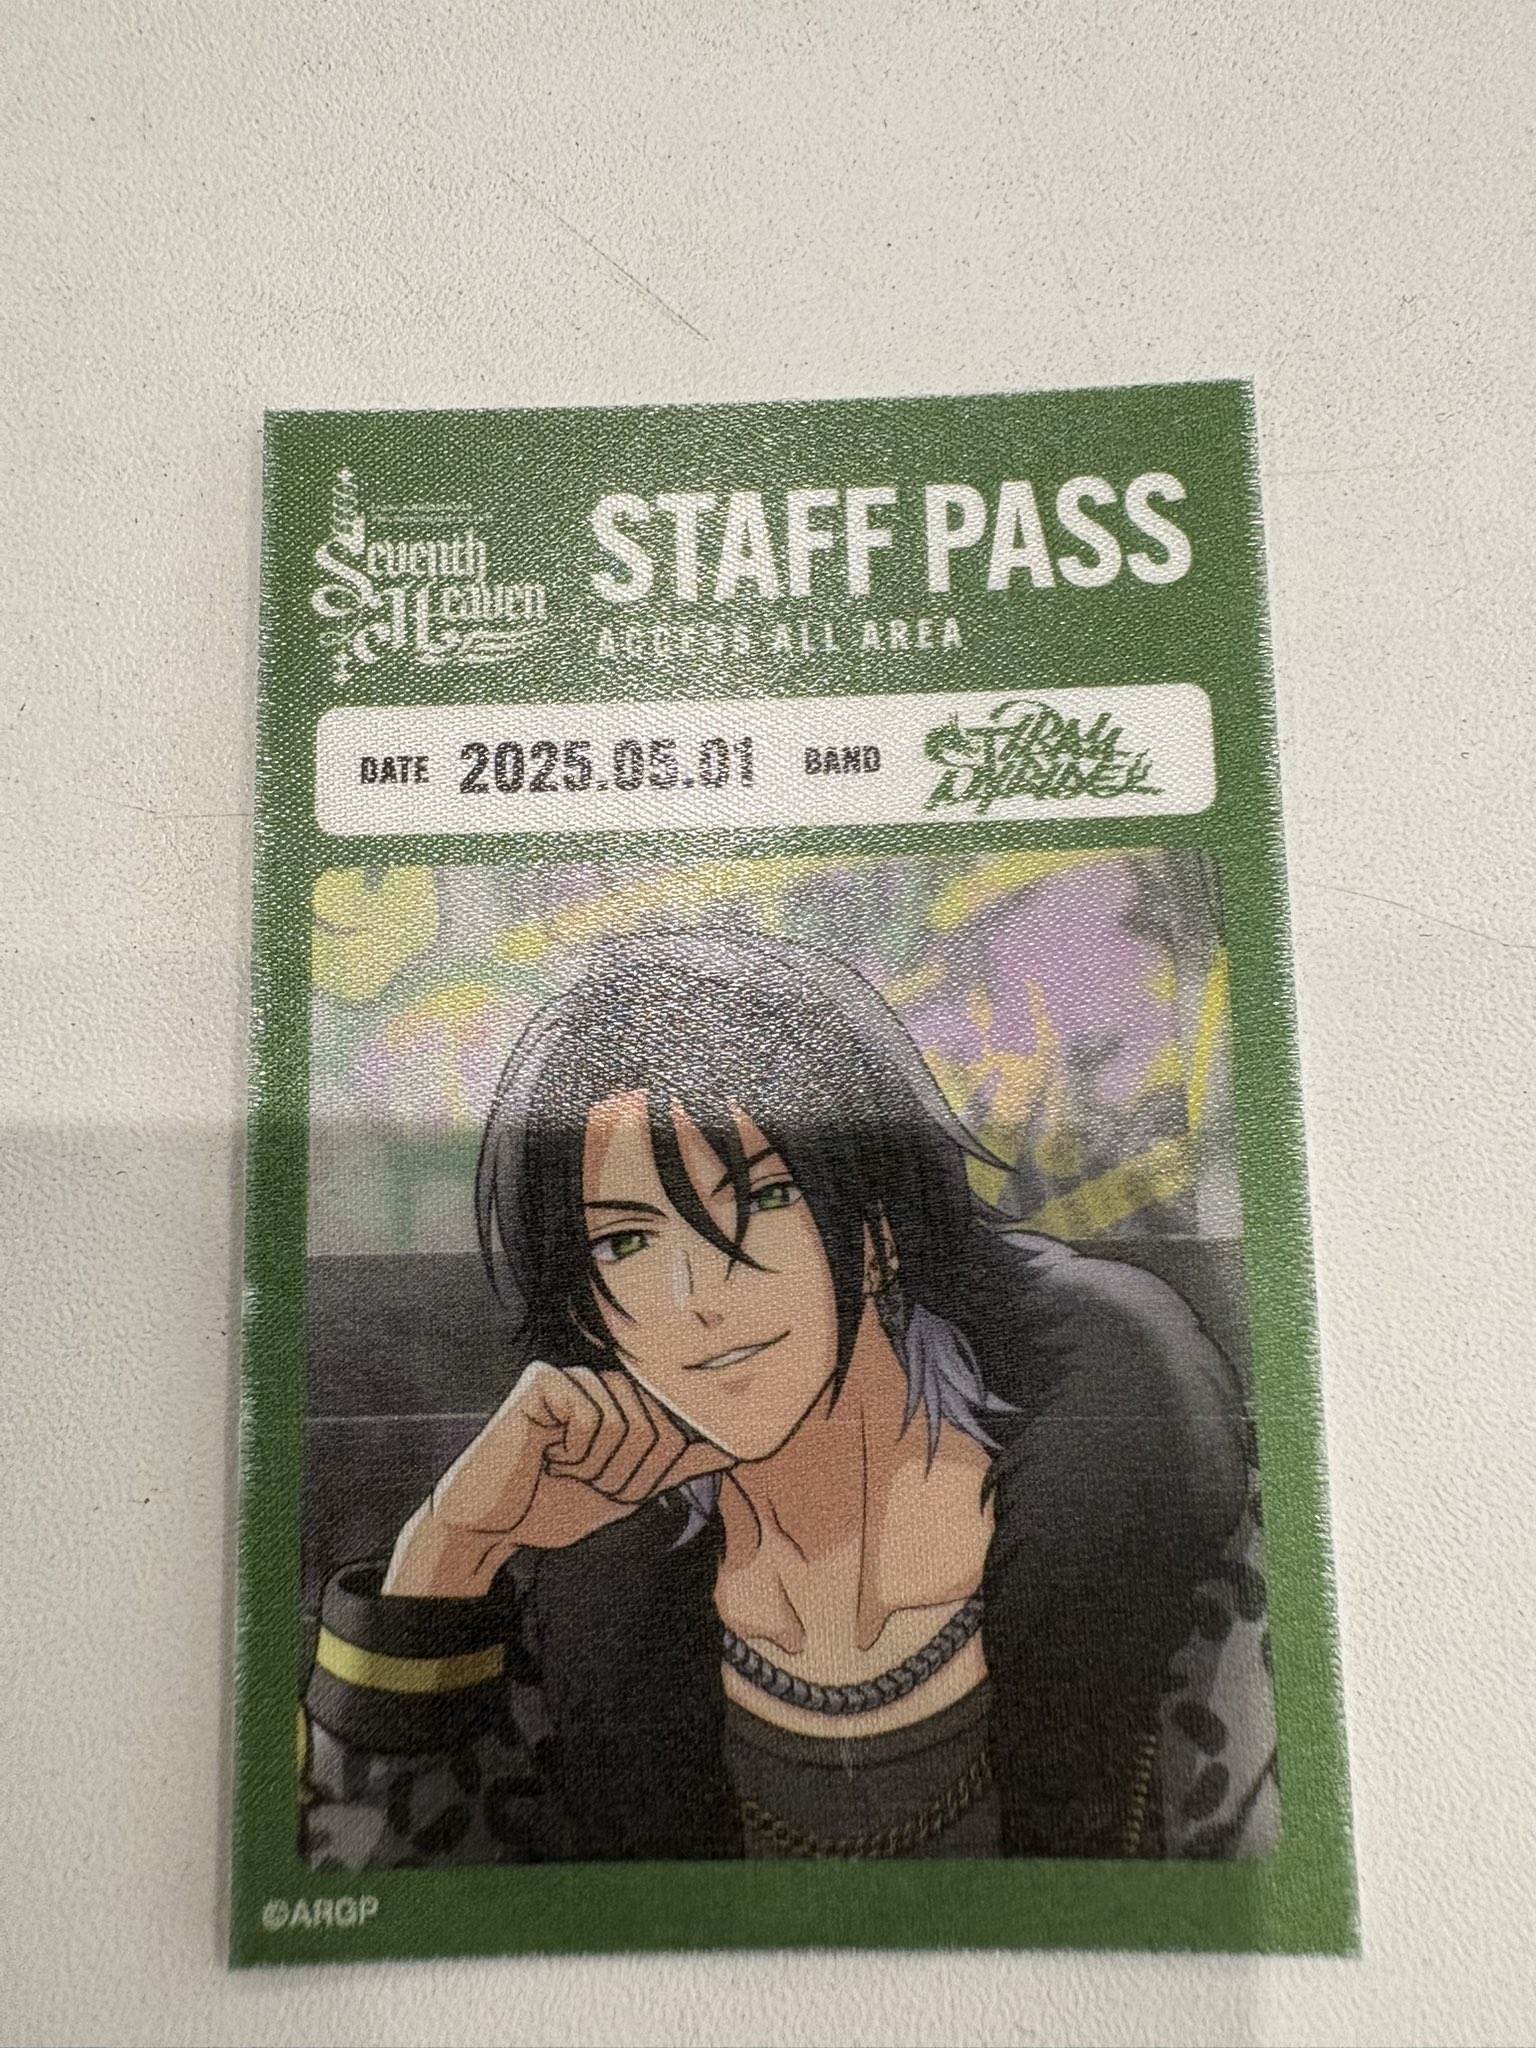 Seventh
Heaven
STAFF PASS
ACCESS ALL AREA
DATE 2025.05.01 BAND
©ARGP